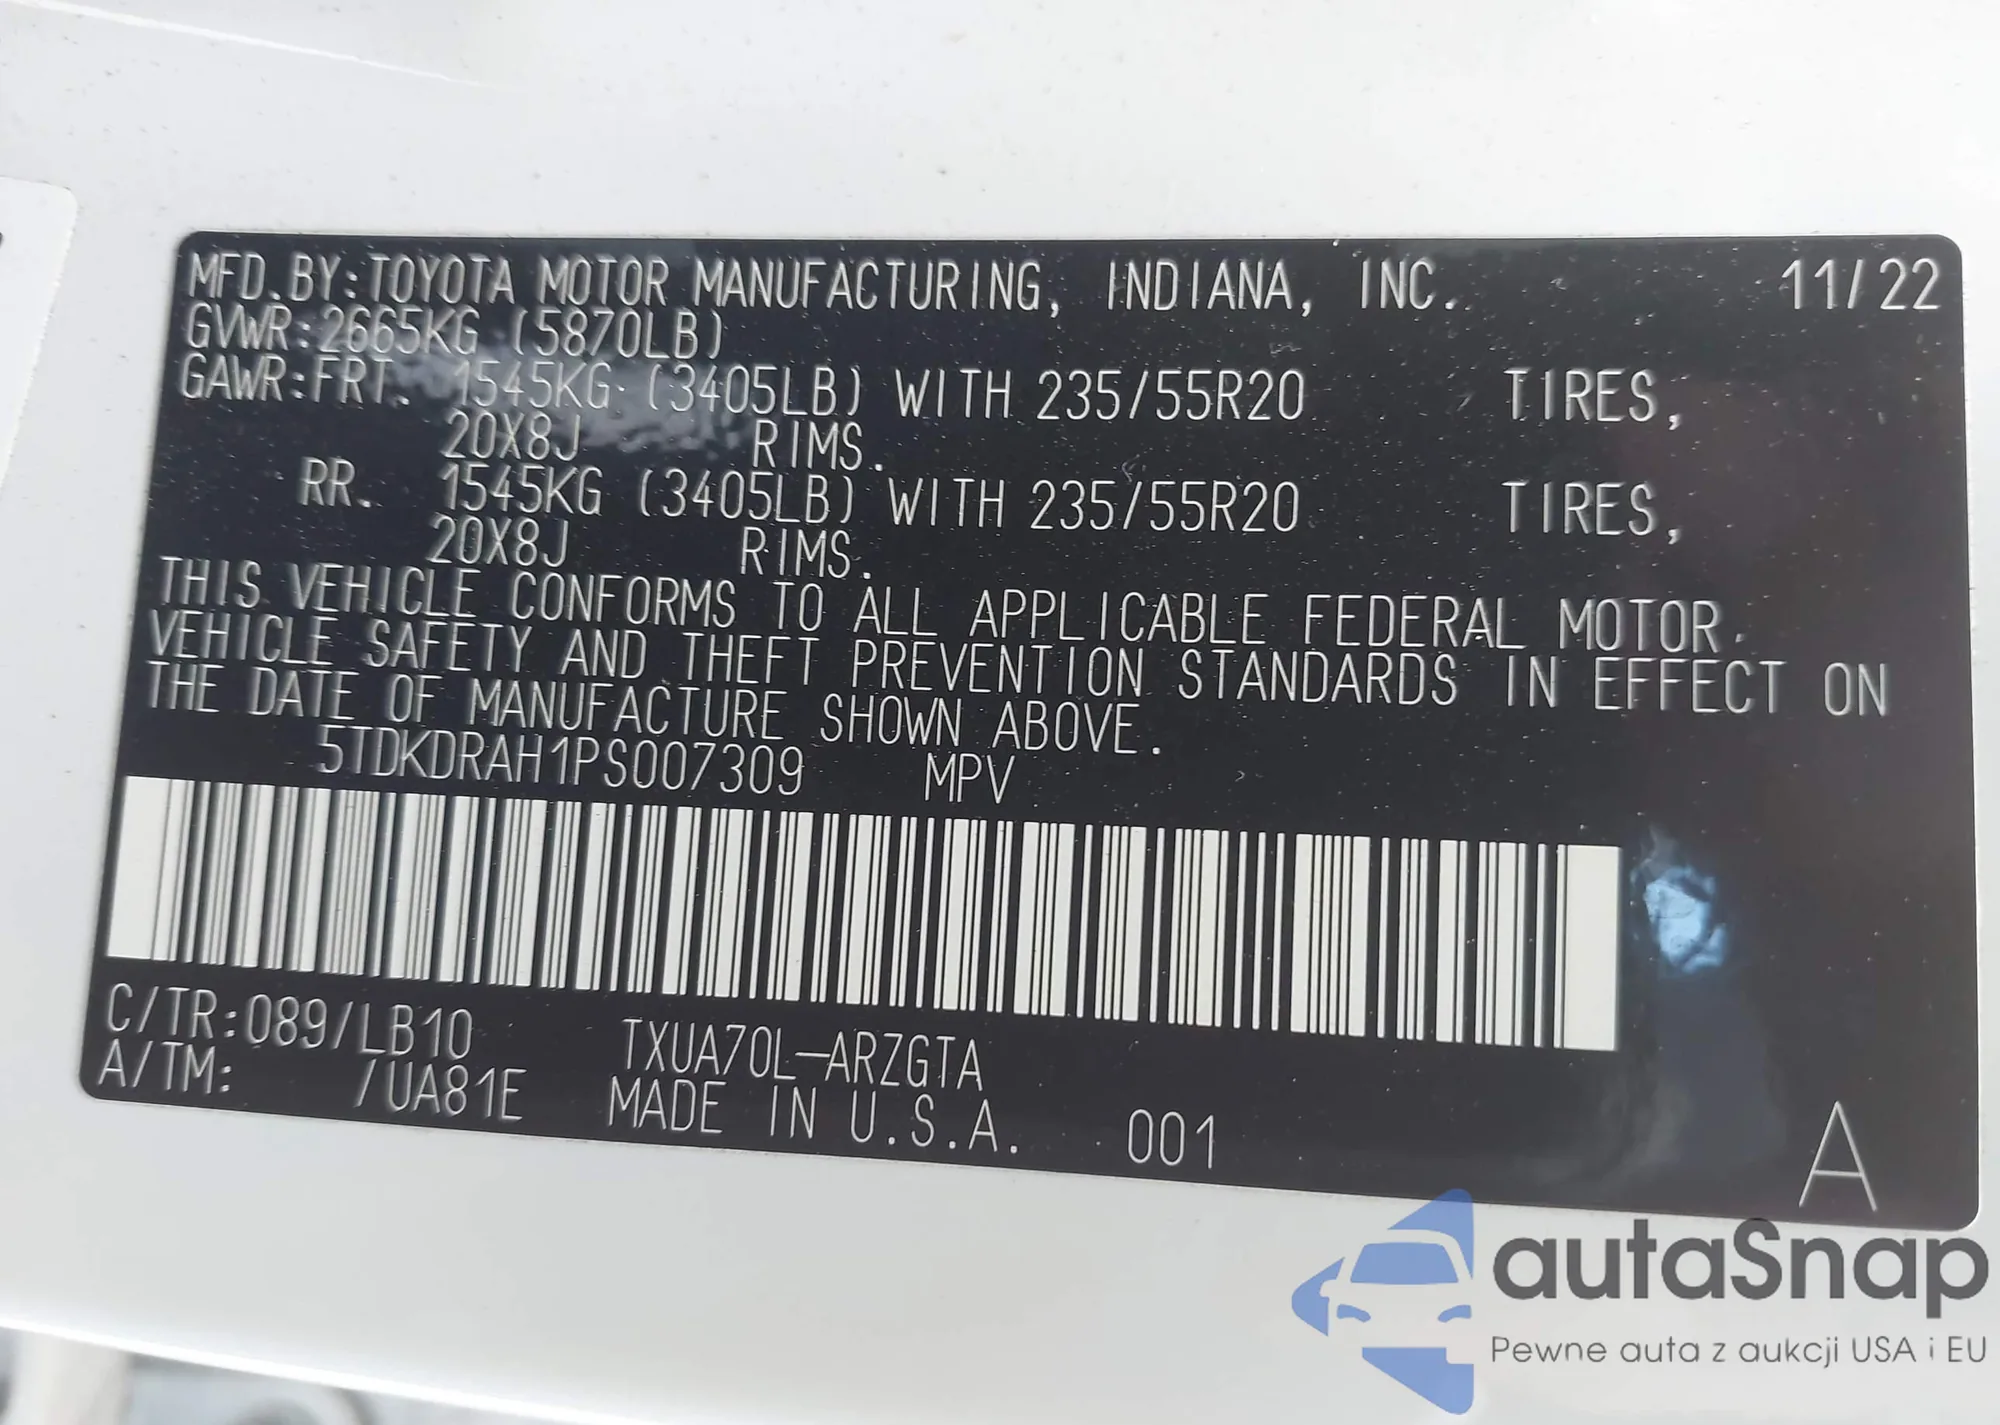 MFD. BY: TOYOTA MOTOR MANUFACTURING, INDIANA, INC. 11/22
GVWR: 2665KG (5870LB)
GAWR: FRT. 1545KG (3405LB) WITH 235/55R20 TIRES,
20X8J RIMS.
RR. 1545KG (3405LB) WITH 235/55R20 TIRES,
20X8J RIMS.
THIS VEHICLE CONFORMS TO ALL APPLICABLE FEDERAL MOTOR
VEHICLE SAFETY AND THEFT PREVENTION STANDARDS IN EFFECT ON
THE DATE OF MANUFACTURE SHOWN ABOVE.
5TDKDRAH1PS007309 MPV
C/TR: 089/LB10 TXUA70L-ARZGTA
A/TM: /UA81E MADE IN U.S.A. 001
A
autaSnap
Pewne auta z aukcji USA i EU